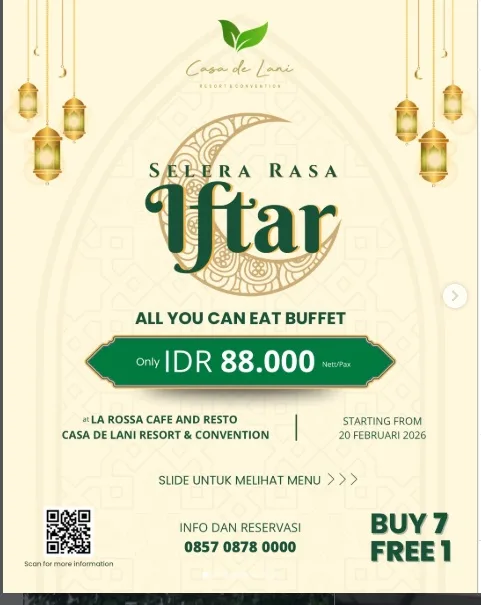 Casa de Lani
RESORT & CONVENTION
SELERA RASA
Iftar
ALL YOU CAN EAT BUFFET
Only IDR 88.000 Nett/Pax
at LA ROSSA CAFE AND RESTO
CASA DE LANI RESORT & CONVENTION
STARTING FROM
20 FEBRUARI 2026
SLIDE UNTUK MELIHAT MENU >>>
INFO DAN RESERVASI
0857 0878 0000
Scan for more information
BUY 7
FREE 1